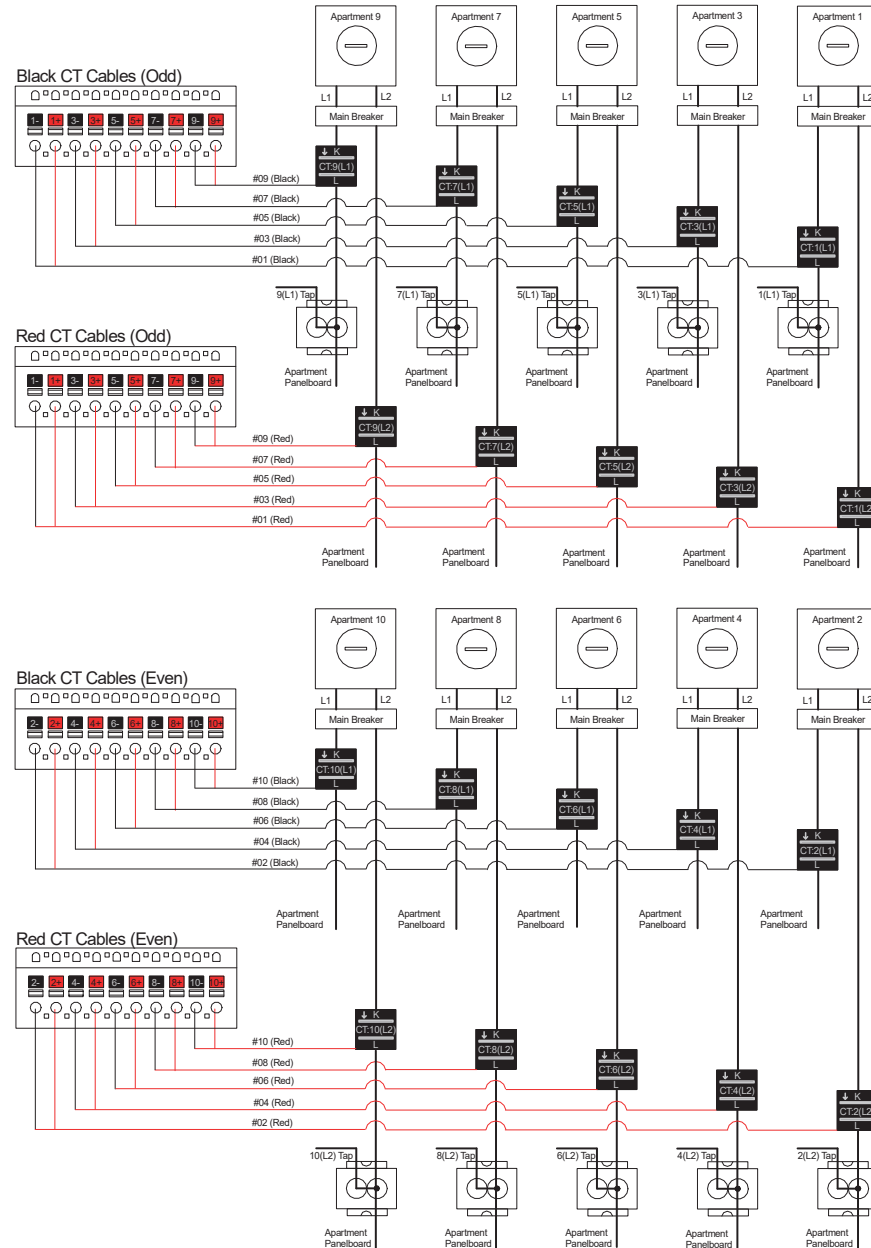 Apartment 9
Apartment 7
Apartment 5
Apartment 3
Apartment 1
Black CT Cables (Odd)
L1 L2 L1 L2 L1 L2 L1 L2 L1 L2
Main Breaker Main Breaker Main Breaker Main Breaker Main Breaker
1- 1+ 3- 3+ 5- 5+ 7- 7+ 9- 9+
K
CT:9(L1)
L
K
CT:7(L1)
L
K
CT:5(L1)
L
K
CT:3(L1)
L
K
CT:1(L1)
L
#09 (Black)
#07 (Black)
#05 (Black)
#03 (Black)
#01 (Black)
9(L1) Tap
7(L1) Tap
5(L1) Tap
3(L1) Tap
1(L1) Tap
Apartment
Panelboard
Apartment
Panelboard
Apartment
Panelboard
Apartment
Panelboard
Apartment
Panelboard
Red CT Cables (Odd)
1- 1+ 3- 3+ 5- 5+ 7- 7+ 9- 9+
K
CT:9(L2)
L
K
CT:7(L2)
L
K
CT:5(L2)
L
K
CT:3(L2)
L
K
CT:1(L2
L
#09 (Red)
#07 (Red)
#05 (Red)
#03 (Red)
#01 (Red)
Apartment
Panelboard
Apartment
Panelboard
Apartment
Panelboard
Apartment
Panelboard
Apartment
Panelboard
Apartment 10
Apartment 8
Apartment 6
Apartment 4
Apartment 2
Black CT Cables (Even)
L1 L2 L1 L2 L1 L2 L1 L2 L1 L2
Main Breaker Main Breaker Main Breaker Main Breaker Main Breaker
2- 2+ 4- 4+ 6- 6+ 8- 8+ 10- 10+
K
CT:10(L1)
L
K
CT:8(L1)
L
K
CT:6(L1)
L
K
CT:4(L1)
L
K
CT:2(L1)
L
#10 (Black)
#08 (Black)
#06 (Black)
#04 (Black)
#02 (Black)
Apartment
Panelboard
Apartment
Panelboard
Apartment
Panelboard
Apartment
Panelboard
Apartment
Panelboard
Red CT Cables (Even)
2- 2+ 4- 4+ 6- 6+ 8- 8+ 10- 10+
K
CT:10(L2)
L
K
CT:8(L2)
L
K
CT:6(L2)
L
K
CT:4(L2)
L
K
CT:2(L2
L
#10 (Red)
#08 (Red)
#06 (Red)
#04 (Red)
#02 (Red)
10(L2) Tap
8(L2) Tap
6(L2) Tap
4(L2) Tap
2(L2) Tap
Apartment
Panelboard
Apartment
Panelboard
Apartment
Panelboard
Apartment
Panelboard
Apartment
Panelboard